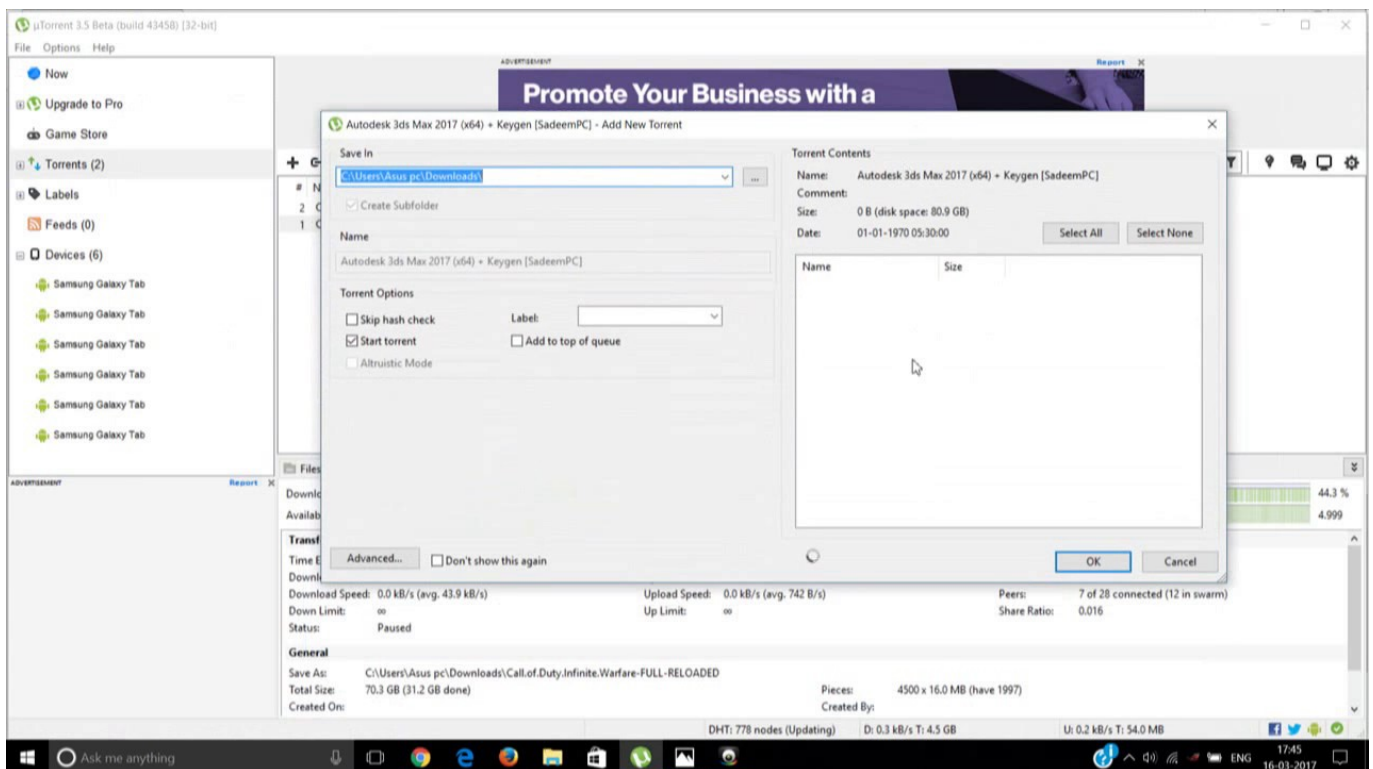 µTorrent 3.5 Beta (build 43458) [32-bit]
File Options Help
Now
Upgrade to Pro
Game Store
Torrents (2)
Labels
Feeds (0)
Devices (6)
Samsung Galaxy Tab
Samsung Galaxy Tab
Samsung Galaxy Tab
Samsung Galaxy Tab
Samsung Galaxy Tab
Samsung Galaxy Tab
ADVERTISEMENT Report X
ADVERTISEMENT Report X
Promote Your Business with a
# N
2 C
1 C
Autodesk 3ds Max 2017 (x64) + Keygen [SadeemPC] - Add New Torrent
Save In
C:\Users\Asus pc\Downloads\
...
Create Subfolder
Name
Autodesk 3ds Max 2017 (x64) + Keygen [SadeemPC]
Torrent Options
Skip hash check Label:
Start torrent Add to top of queue
Altruistic Mode
Advanced... Don't show this again
Torrent Contents
Name: Autodesk 3ds Max 2017 (x64) + Keygen [SadeemPC]
Comment:
Size: 0 B (disk space: 80.9 GB)
Date: 01-01-1970 05:30:00 Select All Select None
Name Size
OK Cancel
Files
Downlo
44.3 %
Availab
4.999
Transf
Time E
Downl
Download Speed: 0.0 kB/s (avg. 43.9 kB/s) Upload Speed: 0.0 kB/s (avg. 742 B/s) Peers: 7 of 28 connected (12 in swarm)
Down Limit: ∞ Up Limit: ∞ Share Ratio: 0.016
Status: Paused
General
Save As: C:\Users\Asus pc\Downloads\Call.of.Duty.Infinite.Warfare-FULL-RELOADED
Total Size: 70.3 GB (31.2 GB done) Pieces: 4500 x 16.0 MB (have 1997)
Created On: Created By:
DHT: 778 nodes (Updating) D: 0.3 kB/s T: 4.5 GB U: 0.2 kB/s T: 54.0 MB
Ask me anything
ENG
17:45
16-03-2017